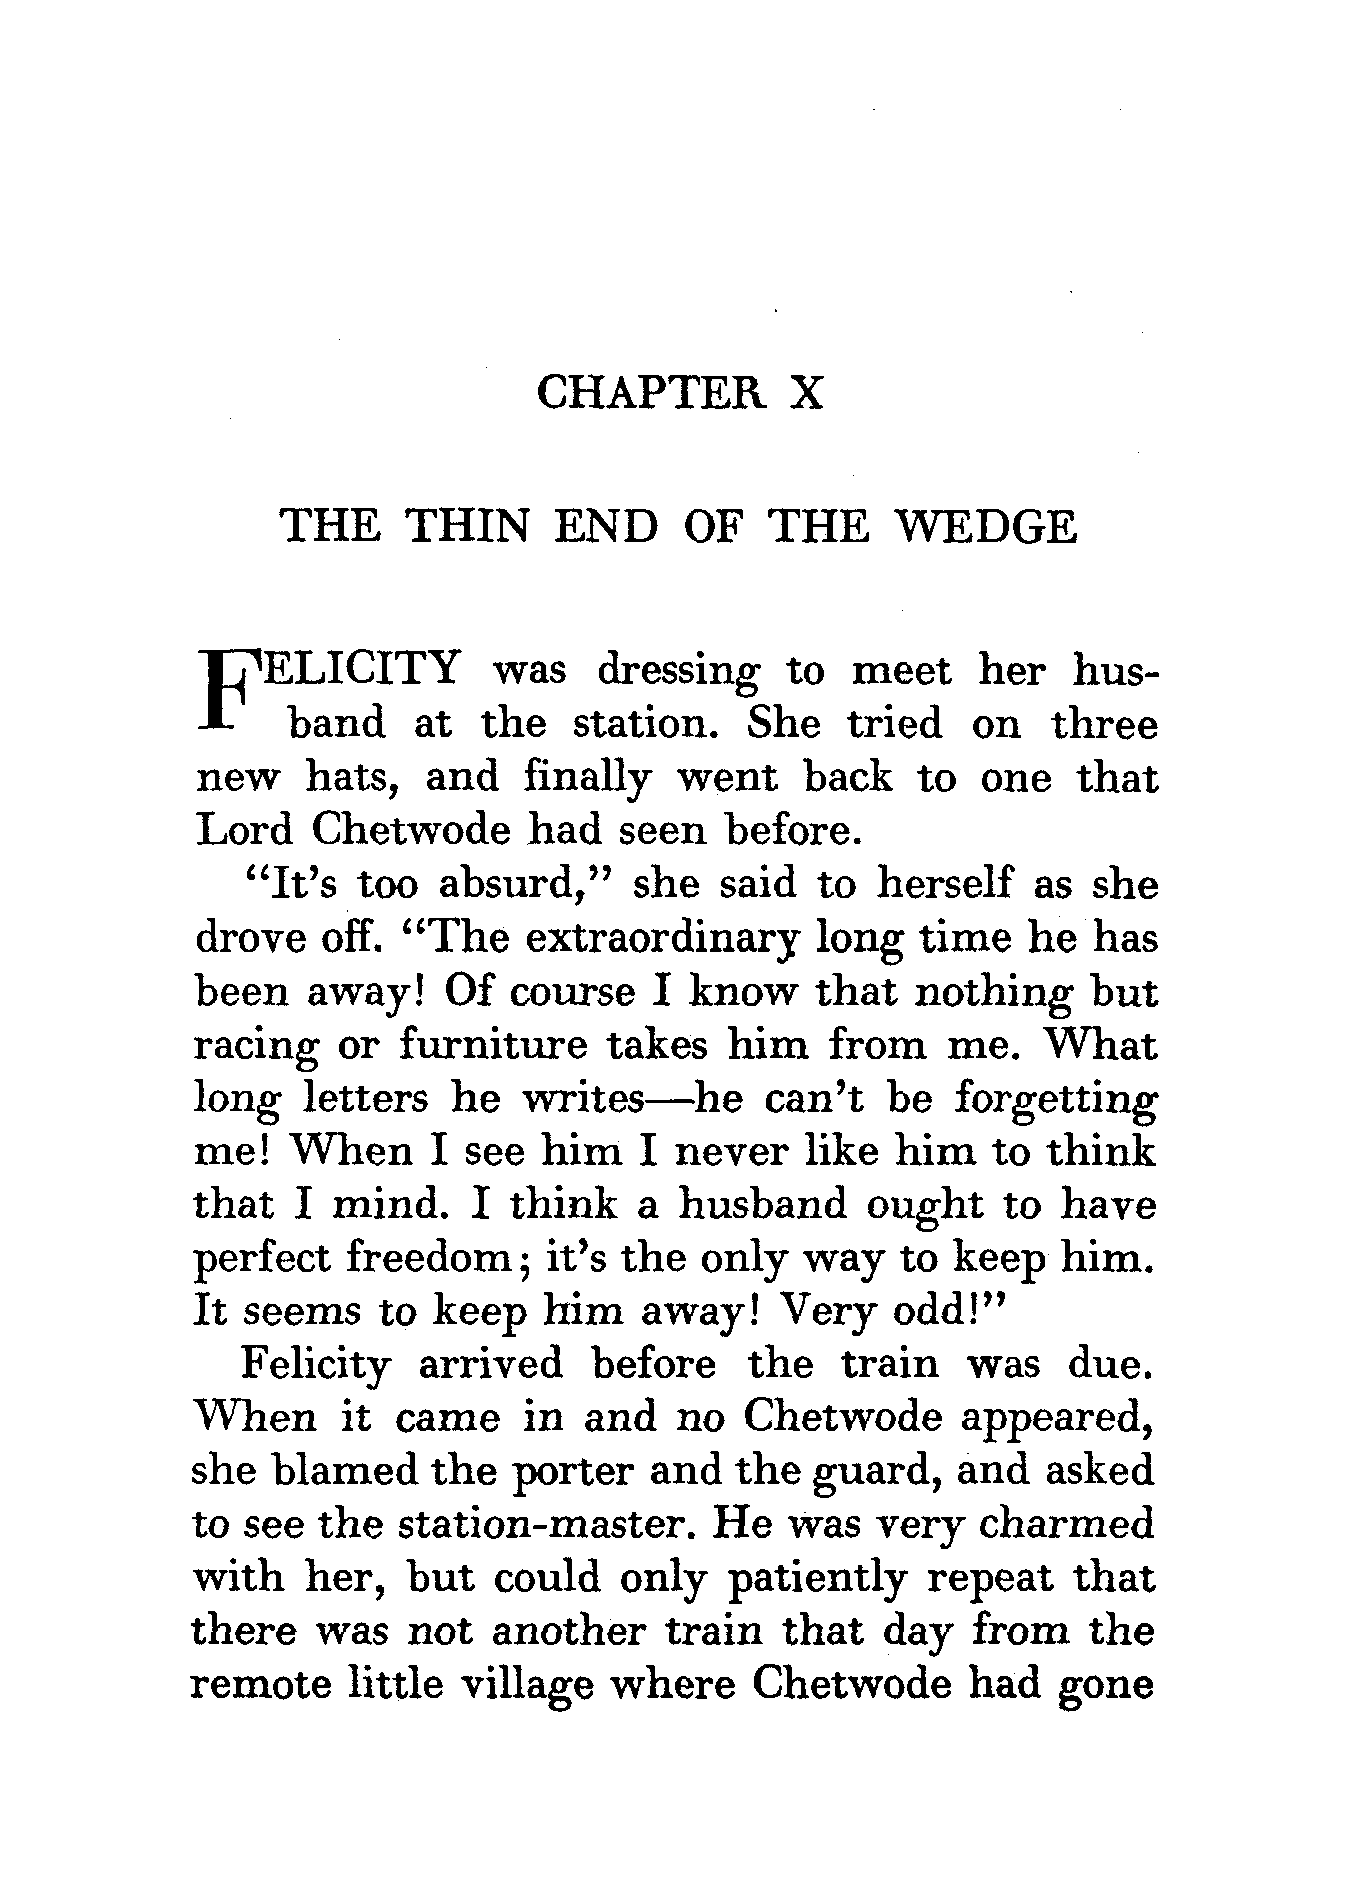 CHAPTER X
THE THIN END OF THE WEDGE
FELICITY was dressing to meet her hus-
band at the station. She tried on three
new hats, and finally went back to one that
Lord Chetwode had seen before.
“It’s too absurd,” she said to herself as she
drove off. “The extraordinary long time he has
been away! Of course I know that nothing but
racing or furniture takes him from me. What
long letters he writes—he can’t be forgetting
me! When I see him I never like him to think
that I mind. I think a husband ought to have
perfect freedom; it’s the only way to keep him.
It seems to keep him away! Very odd!”
Felicity arrived before the train was due.
When it came in and no Chetwode appeared,
she blamed the porter and the guard, and asked
to see the station-master. He was very charmed
with her, but could only patiently repeat that
there was not another train that day from the
remote little village where Chetwode had gone